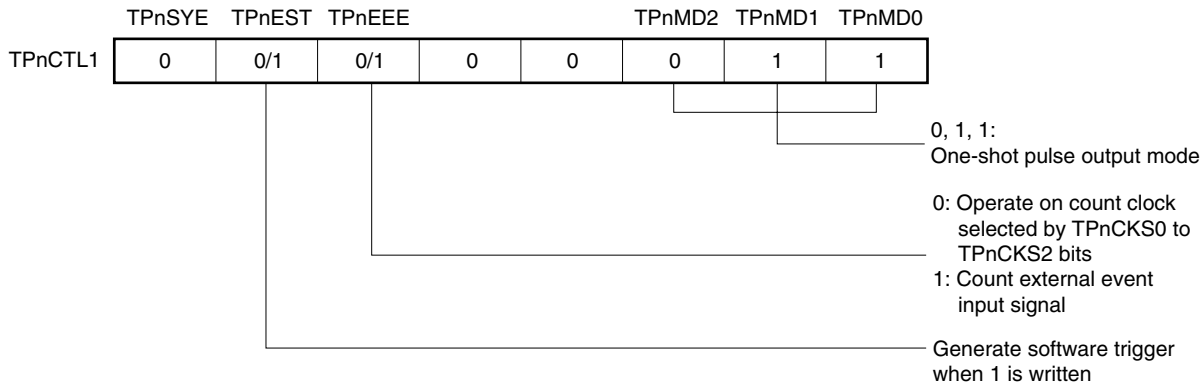 TPnSYE TPnEST TPnEEE TPnMD2 TPnMD1 TPnMD0
TPnCTL1 0 0/1 0/1 0 0 0 1 1
0, 1, 1:
One-shot pulse output mode
0: Operate on count clock
selected by TPnCKS0 to
TPnCKS2 bits
1: Count external event
input signal
Generate software trigger
when 1 is written